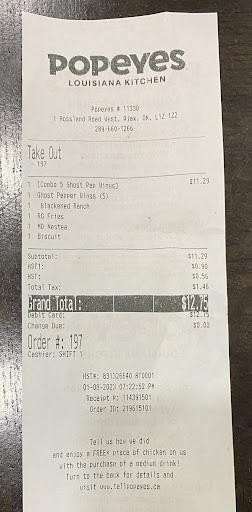 POPEYES
LOUISIANA KITCHEN
Popeyes # 11330
1 Rossland Road West, Ajax, ON, L1Z 1Z2
289-660-1266
Take Out
197
1 [Combo 5 Ghost Pep Wings] $11.29
1 Ghost Pepper Wings (5)
1 Blackened Ranch
1 RG Fries
1 MD Nestea
1 Biscuit
Subtotal: $11.29
HST1: $0.90
HST: $0.56
Total Tax: $1.46
Grand Total: $12.75
Debit Card: $12.75
Change Due: $0.00
Order #: 197
Cashier: SHIFT 1
HST#: 831326640 RT0001
01-09-2023 07:22:52 PM
Receipt #: 114391501
Order ID: 219615101
Tell us how we did
and enjoy a FREE* piece of chicken on us
with the purchase of a medium drink!
Turn to the back for details and
visit www.tellpopeyes.ca